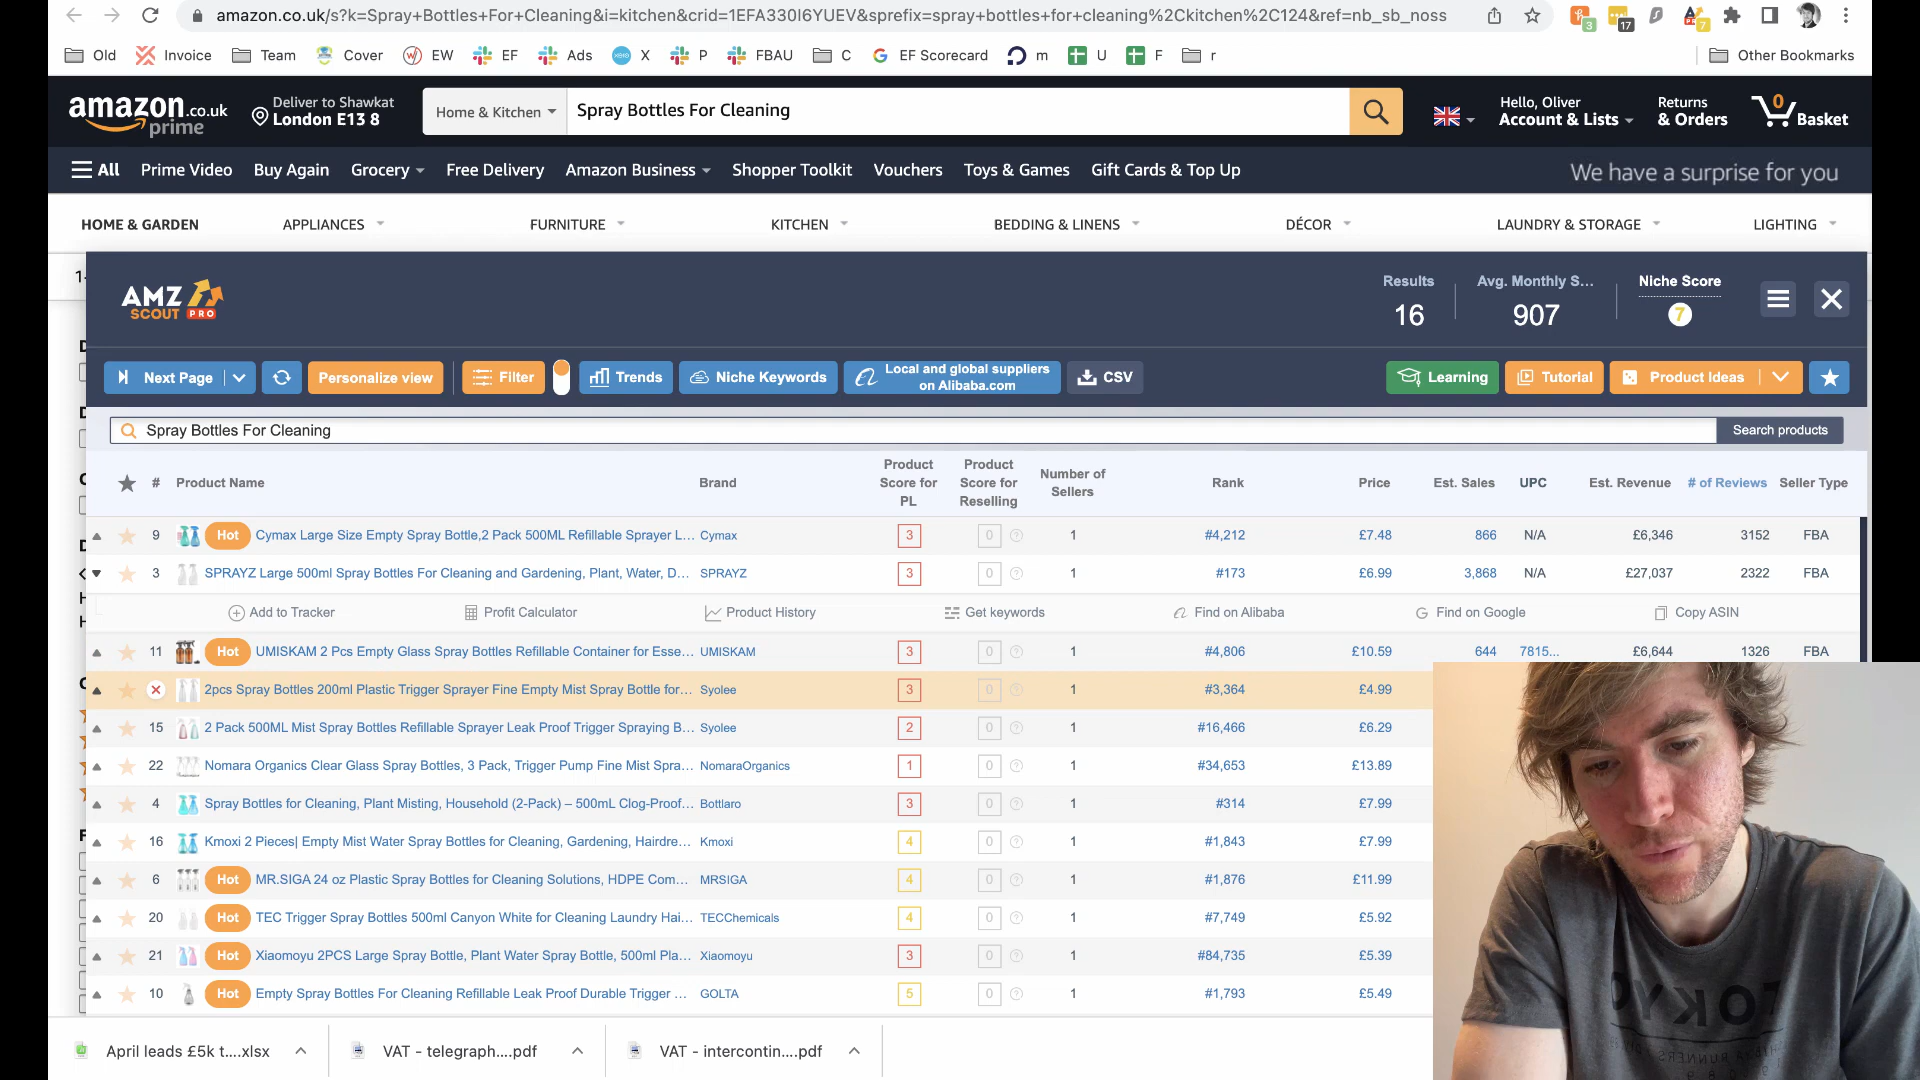 amazon.co.uk/s?k=Spray+Bottles+For+Cleaning&i=kitchen&crid=1EFA330I6YUEV&sprefix=spray+bottles+for+cleaning%2Ckitchen%2C124&ref=nb_sb_noss
3 17 7
Old Invoice Team Cover EW EF Ads X P FBAU C EF Scorecard m U F r Other Bookmarks
amazon.co.uk prime
Deliver to Shawkat
London E13 8
Home & Kitchen
Spray Bottles For Cleaning
Hello, Oliver
Account & Lists
Returns
& Orders
0
Basket
All Prime Video Buy Again Grocery Free Delivery Amazon Business Shopper Toolkit Vouchers Toys & Games Gift Cards & Top Up We have a surprise for you
HOME & GARDEN APPLIANCES FURNITURE KITCHEN BEDDING & LINENS DÉCOR LAUNDRY & STORAGE LIGHTING
AMZ
SCOUT PRO
Results Avg. Monthly S... Niche Score
16 907 7
Next Page Personalize view Filter Trends Niche Keywords Local and global suppliers on Alibaba.com CSV Learning Tutorial Product Ideas
Spray Bottles For Cleaning Search products
# Product Name Brand Product Score for PL Product Score for Reselling Number of Sellers Rank Price Est. Sales UPC Est. Revenue # of Reviews Seller Type
9 Hot Cymax Large Size Empty Spray Bottle,2 Pack 500ML Refillable Sprayer L... Cymax 3 0 1 #4,212 £7.48 866 N/A £6,346 3152 FBA
3 SPRAYZ Large 500ml Spray Bottles For Cleaning and Gardening, Plant, Water, D... SPRAYZ 3 0 1 #173 £6.99 3,868 N/A £27,037 2322 FBA
Add to Tracker Profit Calculator Product History Get keywords Find on Alibaba Find on Google Copy ASIN
11 Hot UMISKAM 2 Pcs Empty Glass Spray Bottles Refillable Container for Esse... UMISKAM 3 0 1 #4,806 £10.59 644 7815... £6,644 1326 FBA
2pcs Spray Bottles 200ml Plastic Trigger Sprayer Fine Empty Mist Spray Bottle for... Syolee 3 0 1 #3,364 £4.99
15 2 Pack 500ML Mist Spray Bottles Refillable Sprayer Leak Proof Trigger Spraying B... Syolee 2 0 1 #16,466 £6.29
22 Nomara Organics Clear Glass Spray Bottles, 3 Pack, Trigger Pump Fine Mist Spra... NomaraOrganics 1 0 1 #34,653 £13.89
4 Spray Bottles for Cleaning, Plant Misting, Household (2-Pack) – 500mL Clog-Proof... Bottlaro 3 0 1 #314 £7.99
16 Kmoxi 2 Pieces| Empty Mist Water Spray Bottles for Cleaning, Gardening, Hairdre... Kmoxi 4 0 1 #1,843 £7.99
6 Hot MR.SIGA 24 oz Plastic Spray Bottles for Cleaning Solutions, HDPE Com... MRSIGA 4 0 1 #1,876 £11.99
20 Hot TEC Trigger Spray Bottles 500ml Canyon White for Cleaning Laundry Hai... TECChemicals 4 0 1 #7,749 £5.92
21 Hot Xiaomoyu 2PCS Large Spray Bottle, Plant Water Spray Bottle, 500ml Pla... Xiaomoyu 3 0 1 #84,735 £5.39
10 Hot Empty Spray Bottles For Cleaning Refillable Leak Proof Durable Trigger ... GOLTA 5 0 1 #1,793 £5.49
April leads £5k t....xlsx VAT - telegraph....pdf VAT - intercontin....pdf